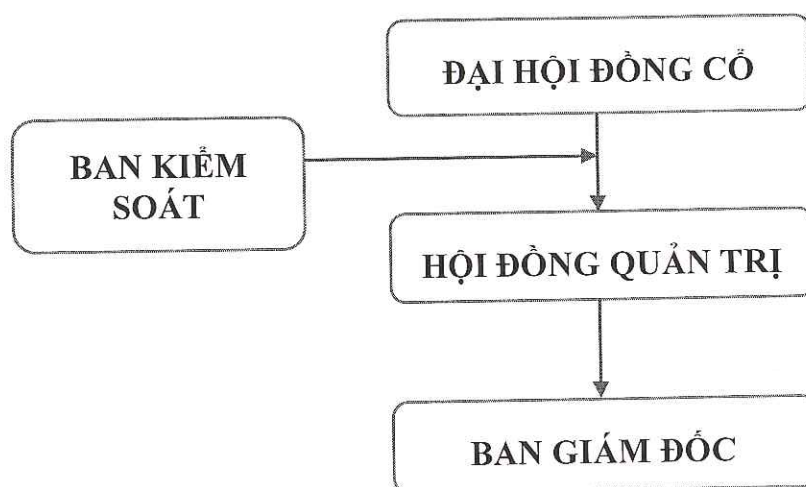 ĐẠI HỘI ĐỒNG CỔ
BAN KIỂM
SOÁT
HỘI ĐỒNG QUẢN TRỊ
BAN GIÁM ĐỐC